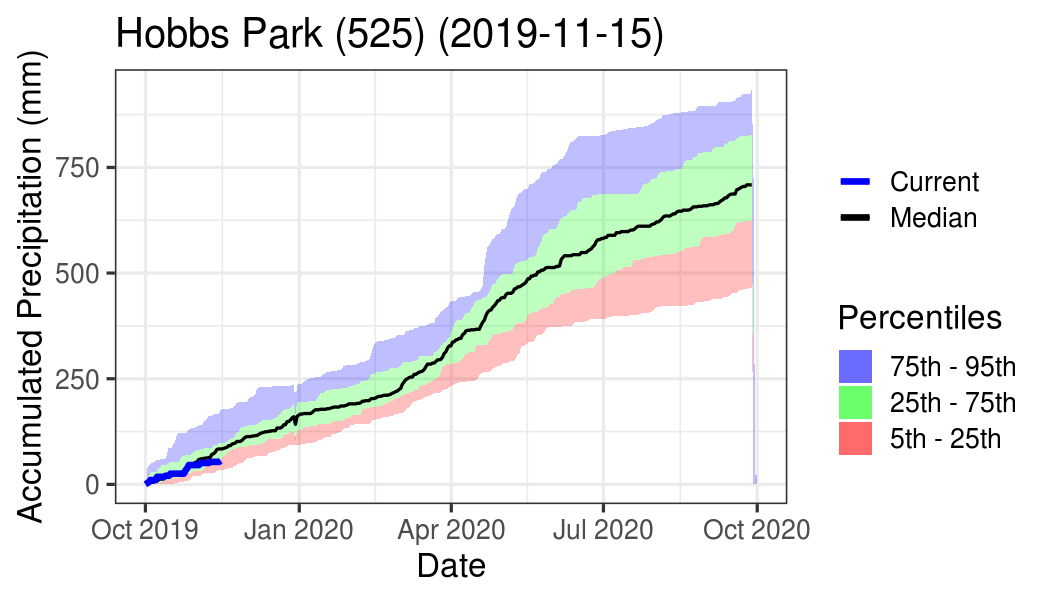 Hobbs Park (525) (2019-11-15)
Accumulated Precipitation (mm)
750
500
250
0
Oct 2019 Jan 2020 Apr 2020 Jul 2020 Oct 2020
Date
Current
Median
Percentiles
75th - 95th
25th - 75th
5th - 25th